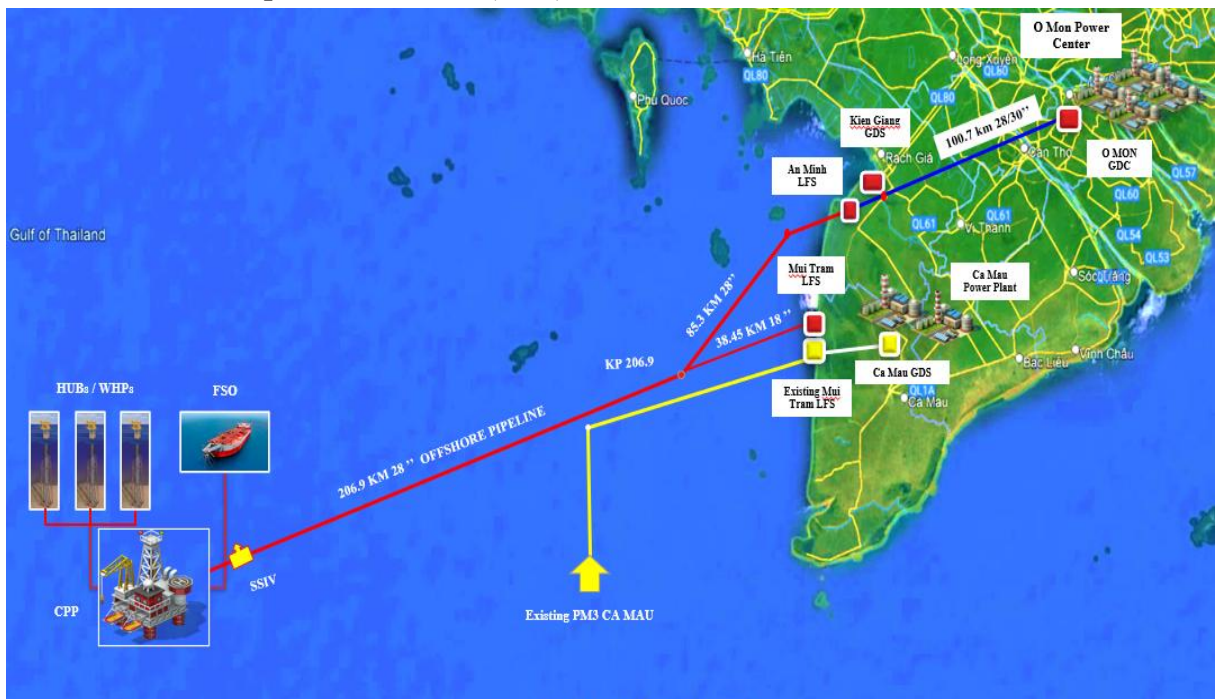 O Mon Power
Center
Hà Tiên
QL80
Long Xuyên
QL80
Phú Quốc
QL80
Kien Giang
GDS
100.7 km 28/30’’
Rạch Giá
Cần Thơ
O MON
GDC
QL57
An Minh
LFS
QL60
QL61
QL61
Vị Thanh
QL54
QL53
Gulf of Thailand
Mui Tram
LFS
Ca Mau
Power Plant
Sóc Trăng
85.3 KM 28’’
38.45 KM 18 ’’
KP 206.9
Bạc Liêu
Vĩnh Châu
Ca Mau GDS
Existing Mui
Tram LFS
QL1A
Cà Mau
HUBs / WHPs
FSO
206.9 KM 28 ’’ OFFSHORE PIPELINE
SSIV
CPP
Existing PM3 CA MAU